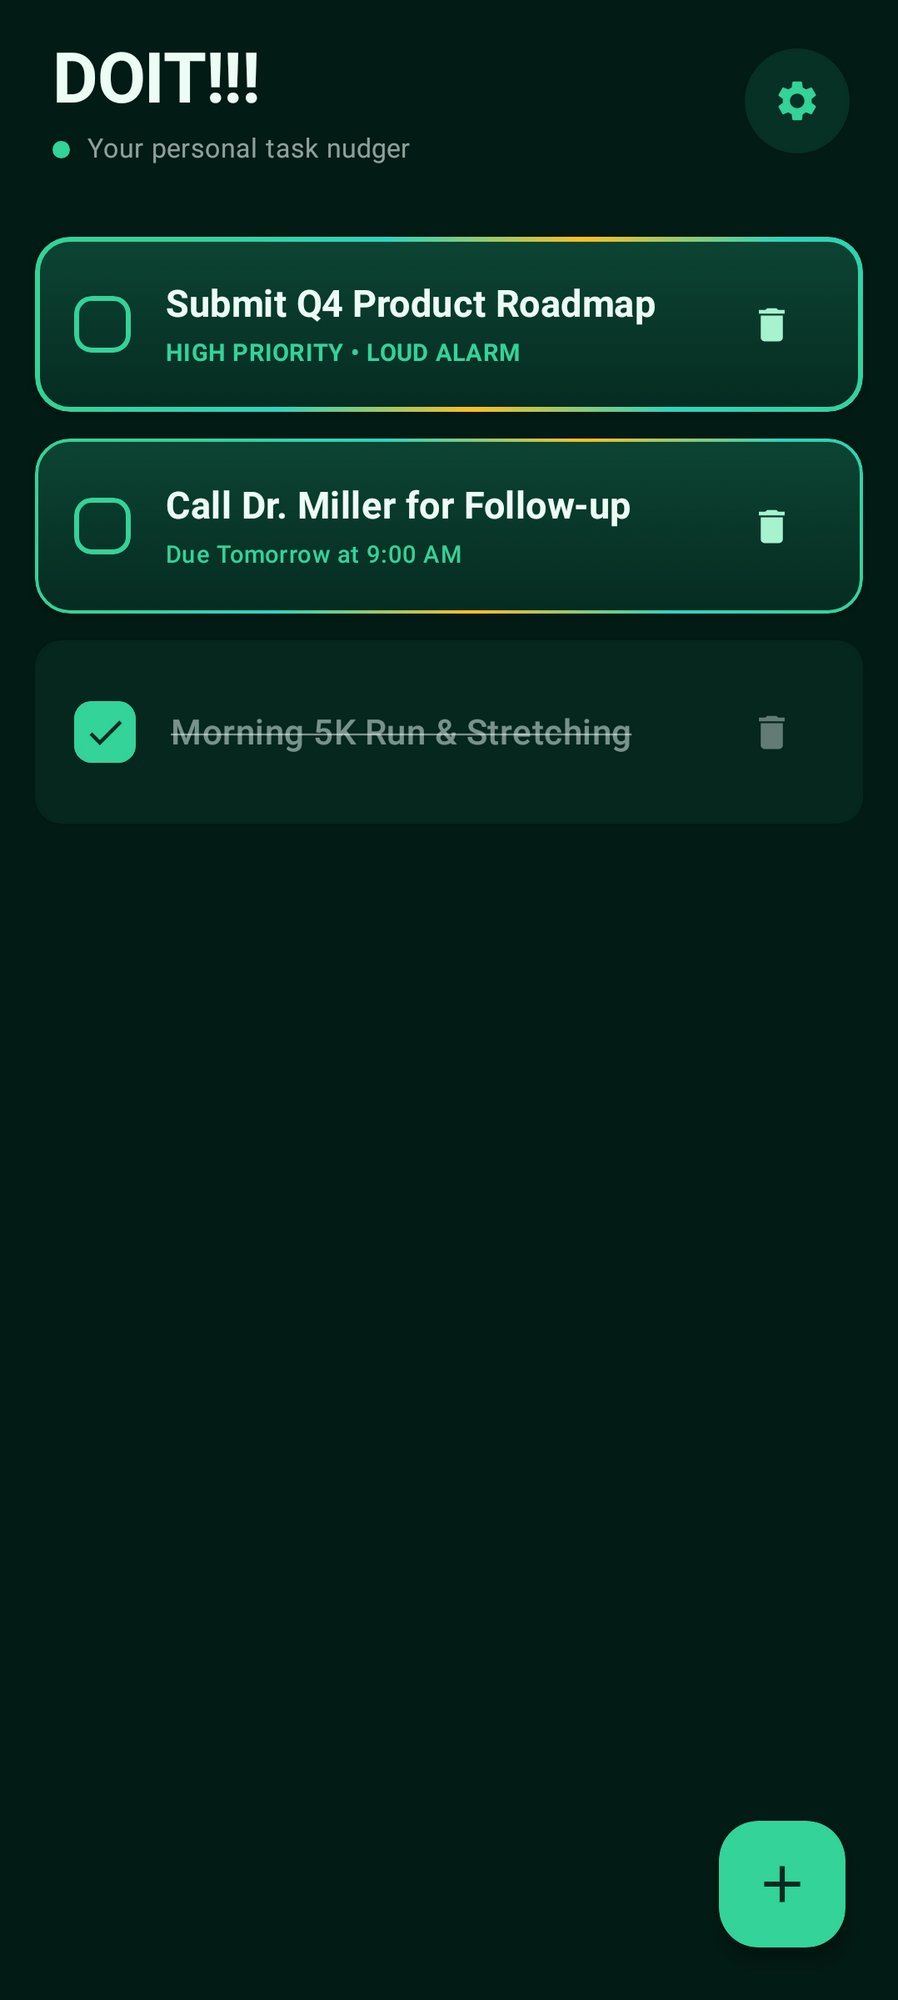 DOIT!!!
Your personal task nudger
Submit Q4 Product Roadmap
HIGH PRIORITY • LOUD ALARM
Call Dr. Miller for Follow-up
Due Tomorrow at 9:00 AM
Morning 5K Run & Stretching